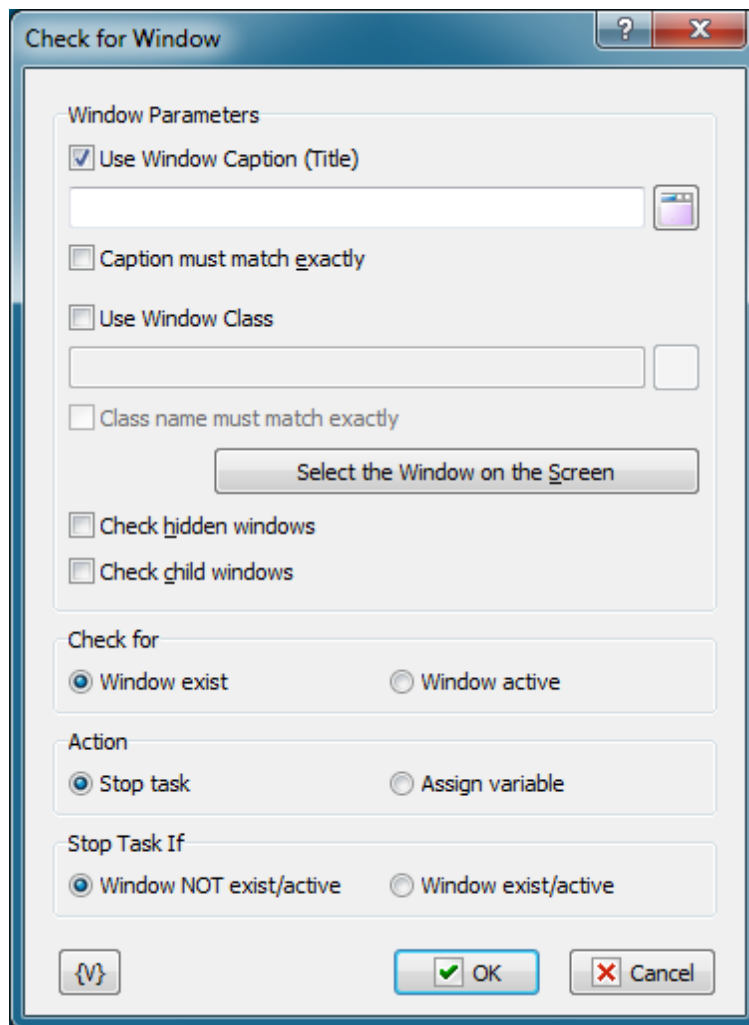 Check for Window
?
Window Parameters
Use Window Caption (Title)
Caption must match exactly
Use Window Class
Class name must match exactly
Select the Window on the Screen
Check hidden windows
Check child windows
Check for
Window exist Window active
Action
Stop task Assign variable
Stop Task If
Window NOT exist/active Window exist/active
{V} OK Cancel